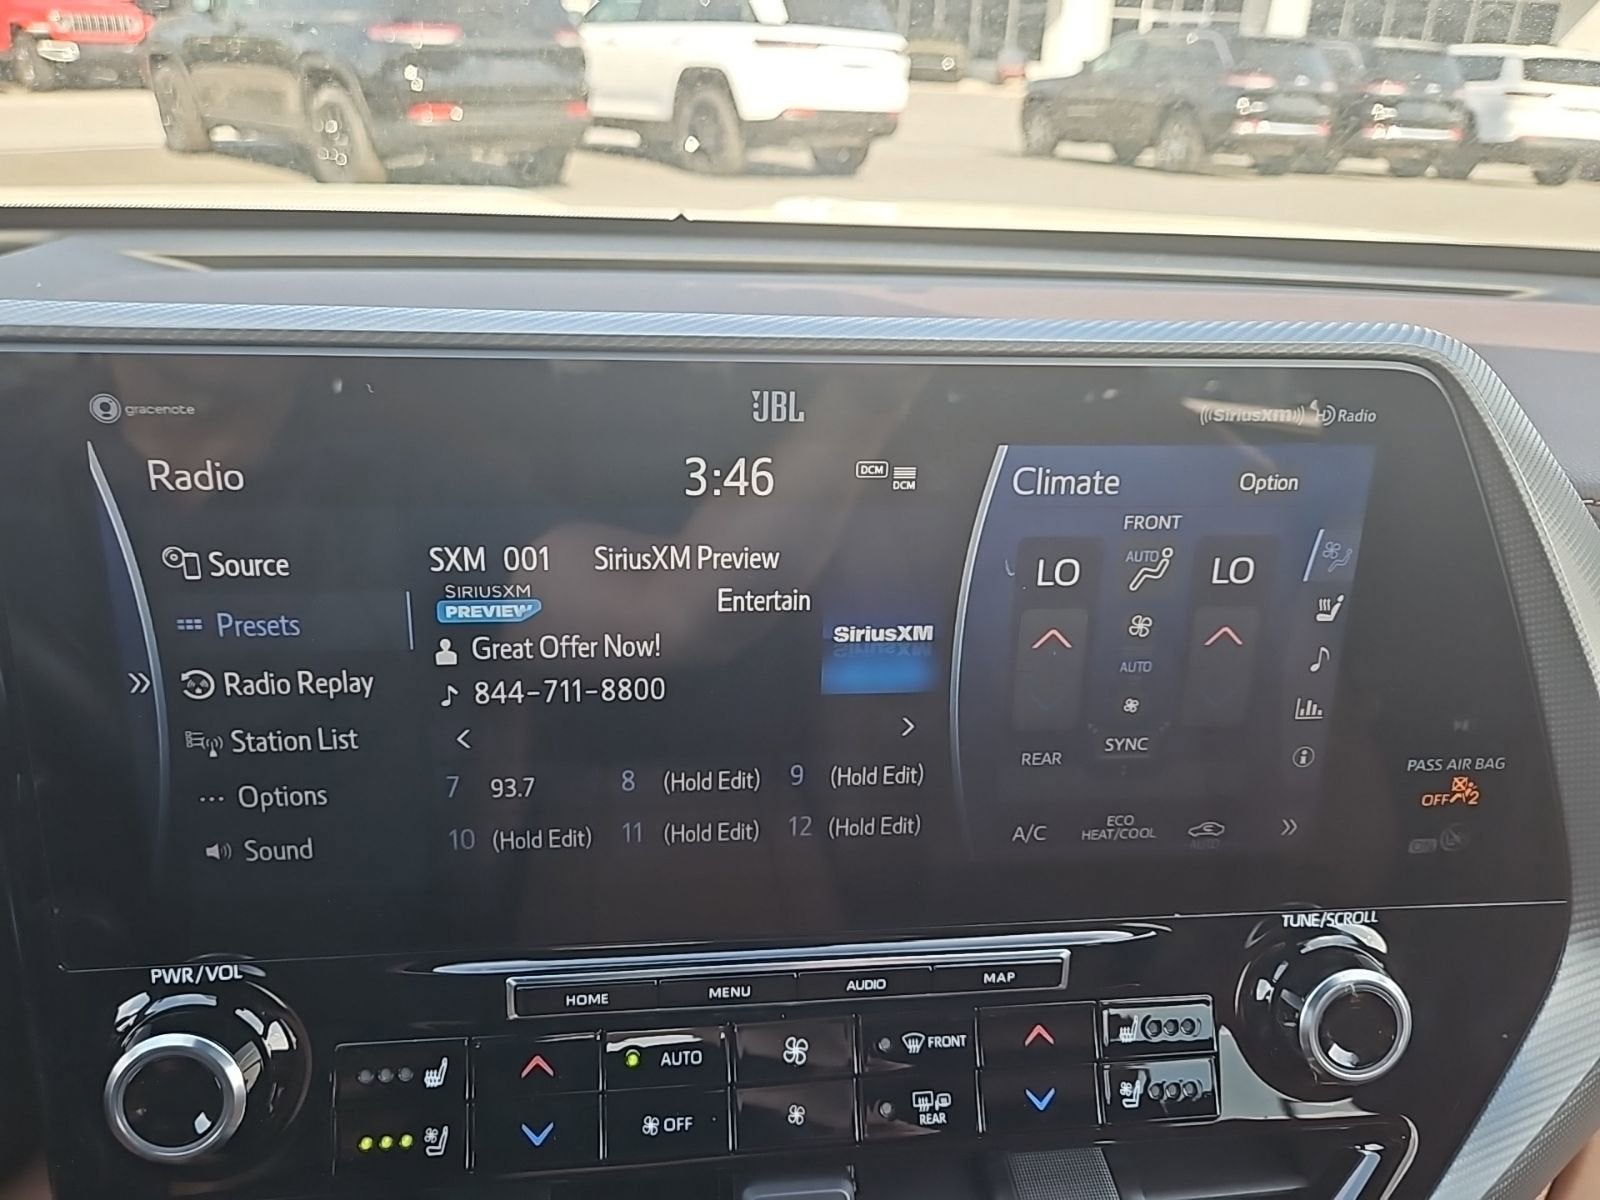 gracenote
JBL
SiriusXM HD Radio
Radio
3:46
DCM
DCM
Climate
Option
FRONT
Source
SXM 001 SiriusXM Preview
AUTO
LO
LO
SIRIUSXM
PREVIEW
Entertain
Presets
SiriusXM
Great Offer Now!
AUTO
Radio Replay
844-711-8800
Station List
SYNC
REAR
PASS AIR BAG
7 93.7
8 (Hold Edit)
9 (Hold Edit)
Options
OFF 2
10 (Hold Edit)
11 (Hold Edit)
12 (Hold Edit)
A/C
ECO
HEAT/COOL
AUTO
ON
Sound
TUNE/SCROLL
PWR/VOL
HOME
MENU
AUDIO
MAP
AUTO
FRONT
OFF
REAR